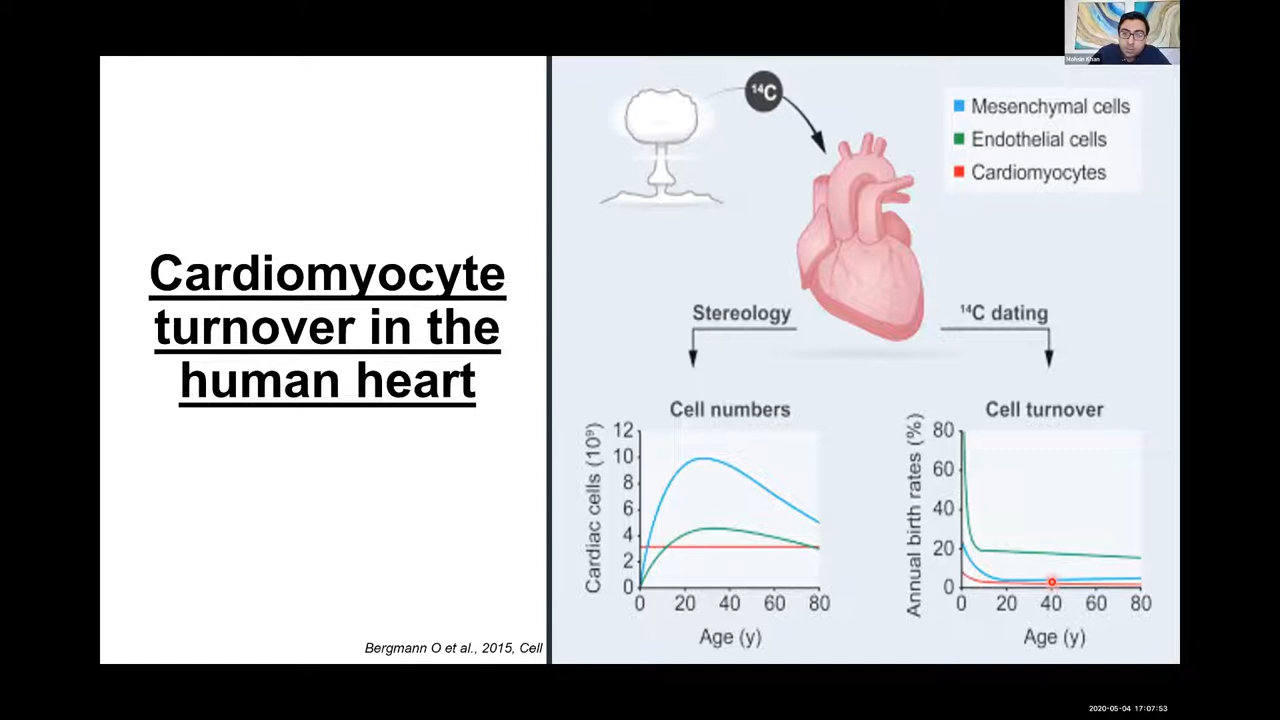 Mohsin Khan
Cardiomyocyte
turnover in the
human heart
Bergmann O et al., 2015, Cell
¹⁴C
Mesenchymal cells
Endothelial cells
Cardiomyocytes
Stereology
¹⁴C dating
Cell numbers
Cardiac cells (10⁹)
12
10
8
6
4
2
0
0 20 40 60 80
Age (y)
Cell turnover
Annual birth rates (%)
80
60
40
20
0
0 20 40 60 80
Age (y)
2020-05-04 17:07:53